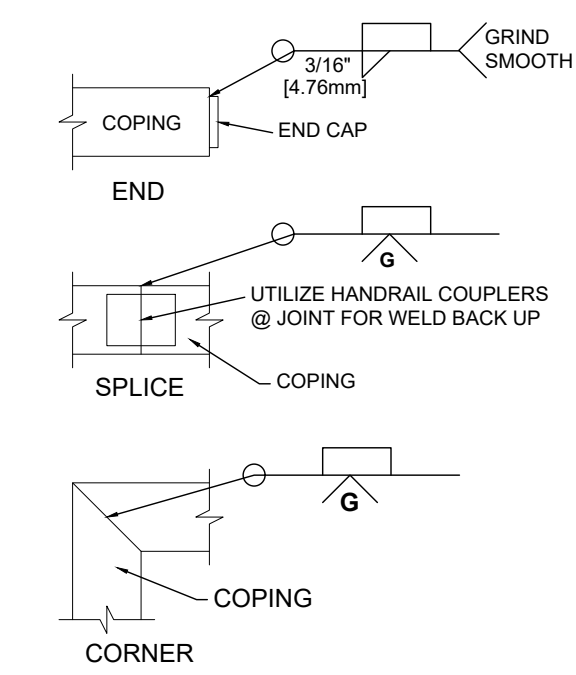 GRIND
SMOOTH
3/16"
[4.76mm]
COPING
END CAP
END
G
UTILIZE HANDRAIL COUPLERS
@ JOINT FOR WELD BACK UP
COPING
SPLICE
G
COPING
CORNER